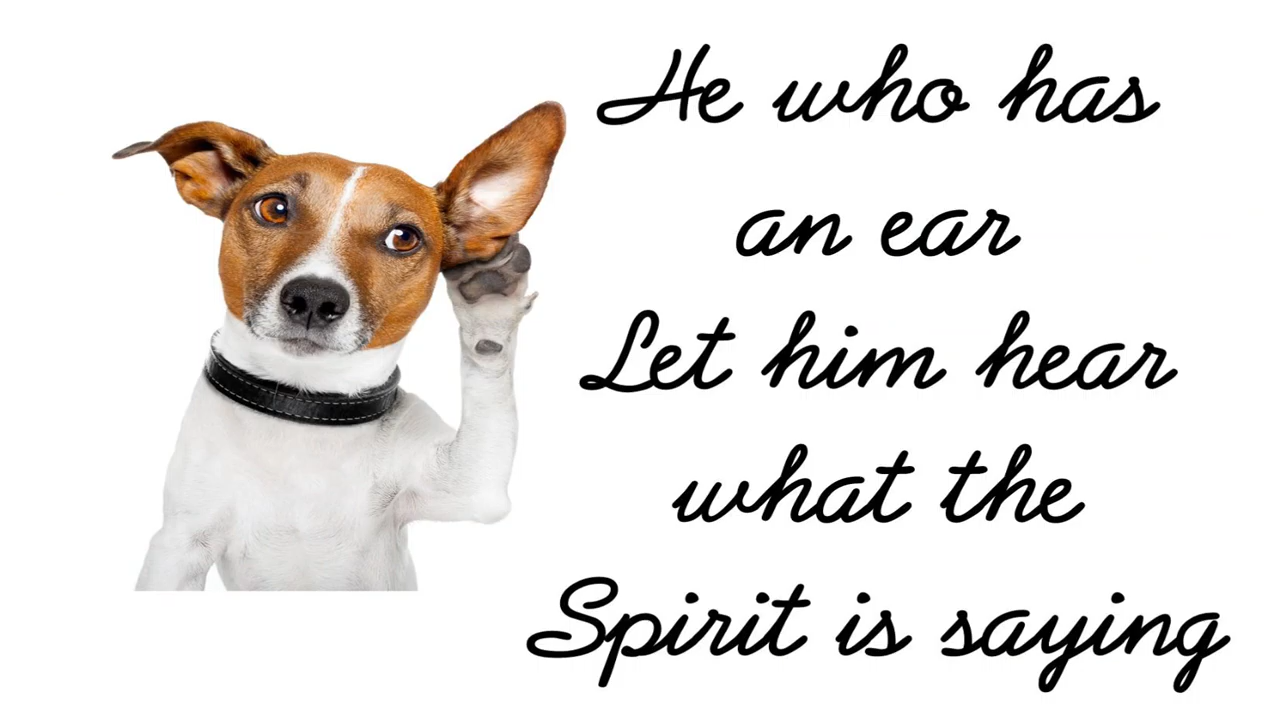 He who has
an ear
Let him hear
what the
Spirit is saying